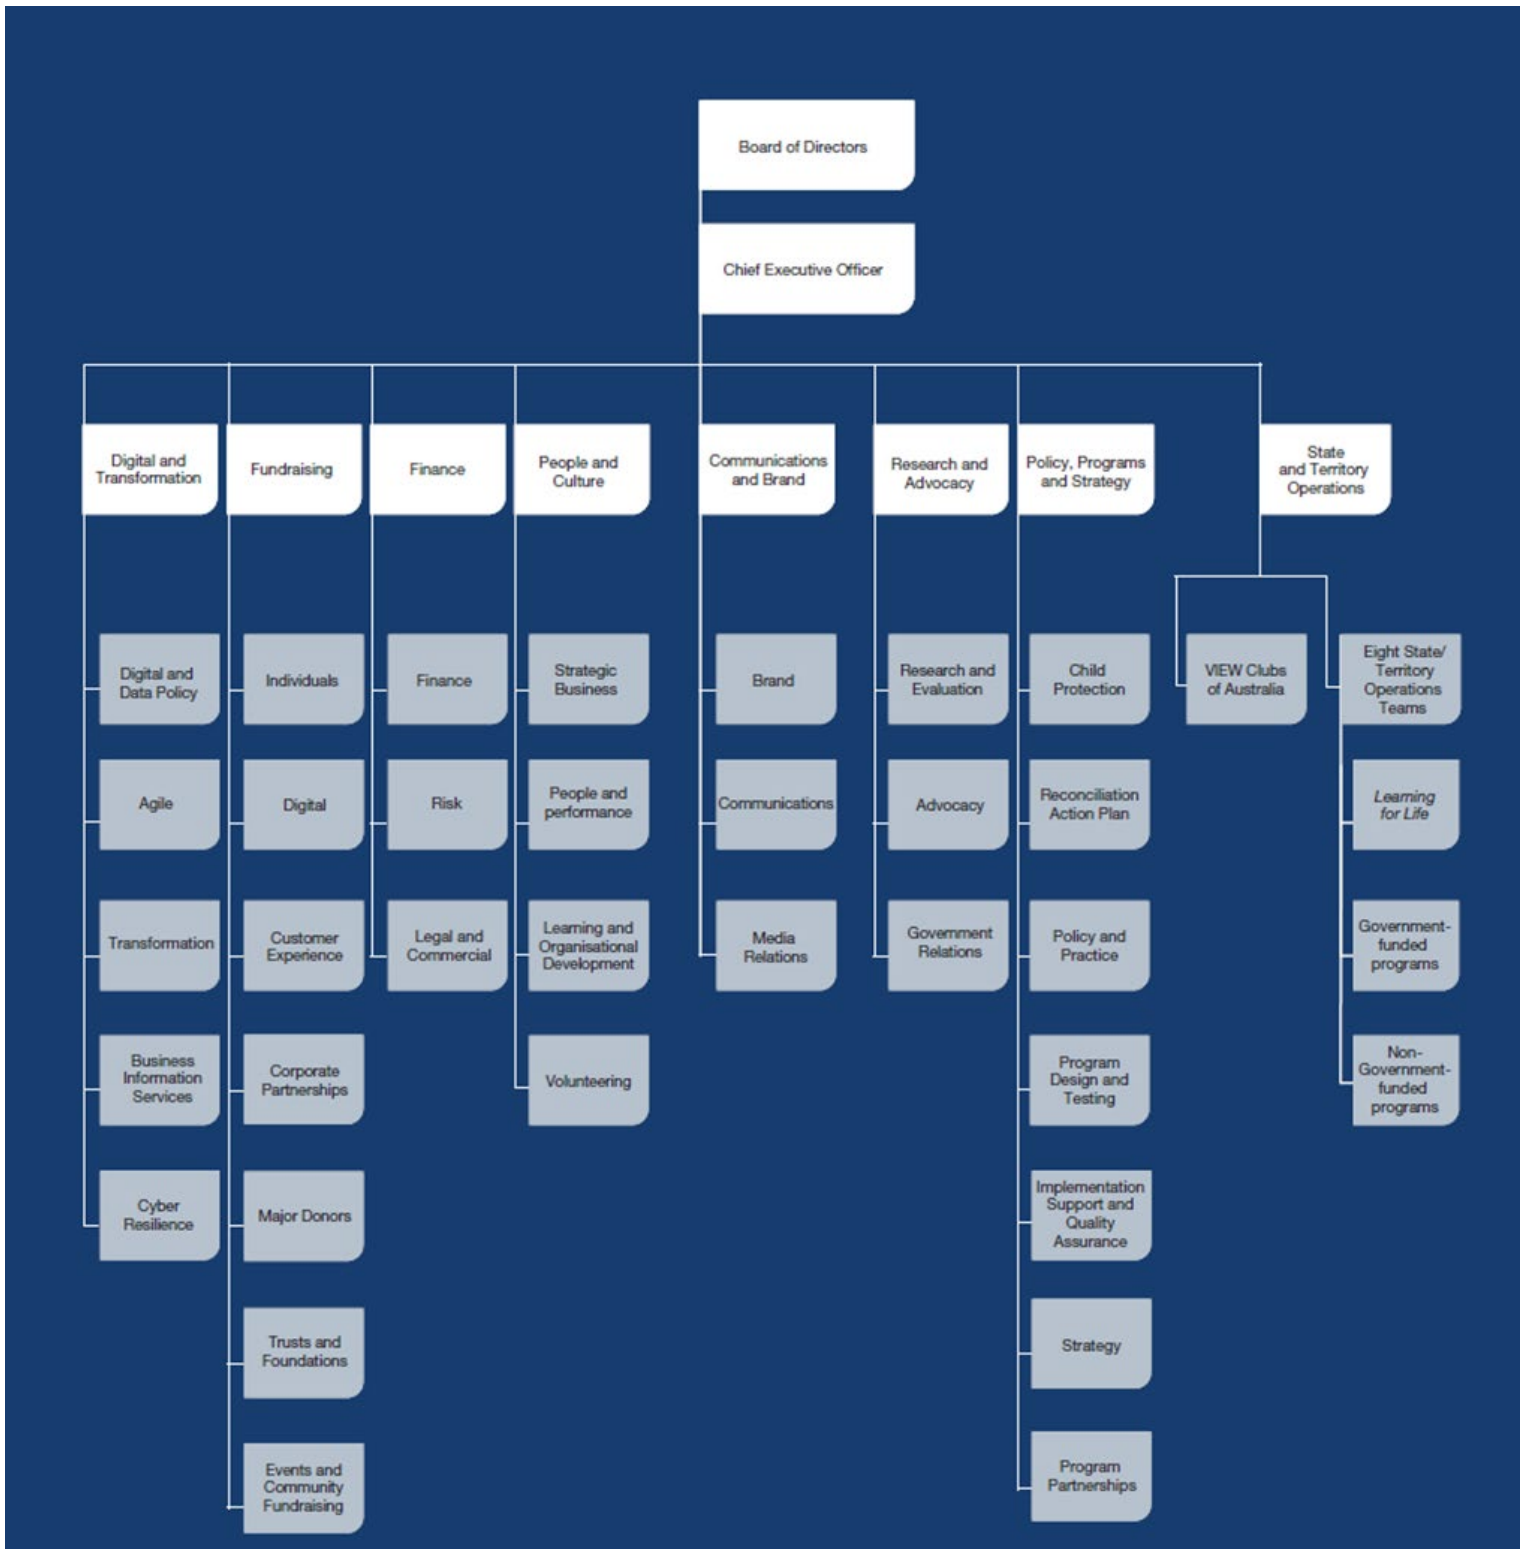 Board of Directors
Chief Executive Officer
Digital and
Transformation
Fundraising
Finance
People and
Culture
Communications
and Brand
Research and
Advocacy
Policy, Programs
and Strategy
State
and Territory
Operations
Digital and
Data Policy
Individuals
Finance
Strategic
Business
Brand
Research and
Evaluation
Child
Protection
VIEW Clubs
of Australia
Eight State/
Territory
Operations
Teams
Agile
Digital
Risk
People and
performance
Communications
Advocacy
Reconciliation
Action Plan
Learning
for Life
Transformation
Customer
Experience
Legal and
Commercial
Learning and
Organisational
Development
Media
Relations
Government
Relations
Policy and
Practice
Government-
funded
programs
Business
Information
Services
Corporate
Partnerships
Volunteering
Program
Design and
Testing
Non-
Government-
funded
programs
Cyber
Resilience
Major Donors
Implementation
Support and
Quality
Assurance
Trusts and
Foundations
Strategy
Events and
Community
Fundraising
Program
Partnerships